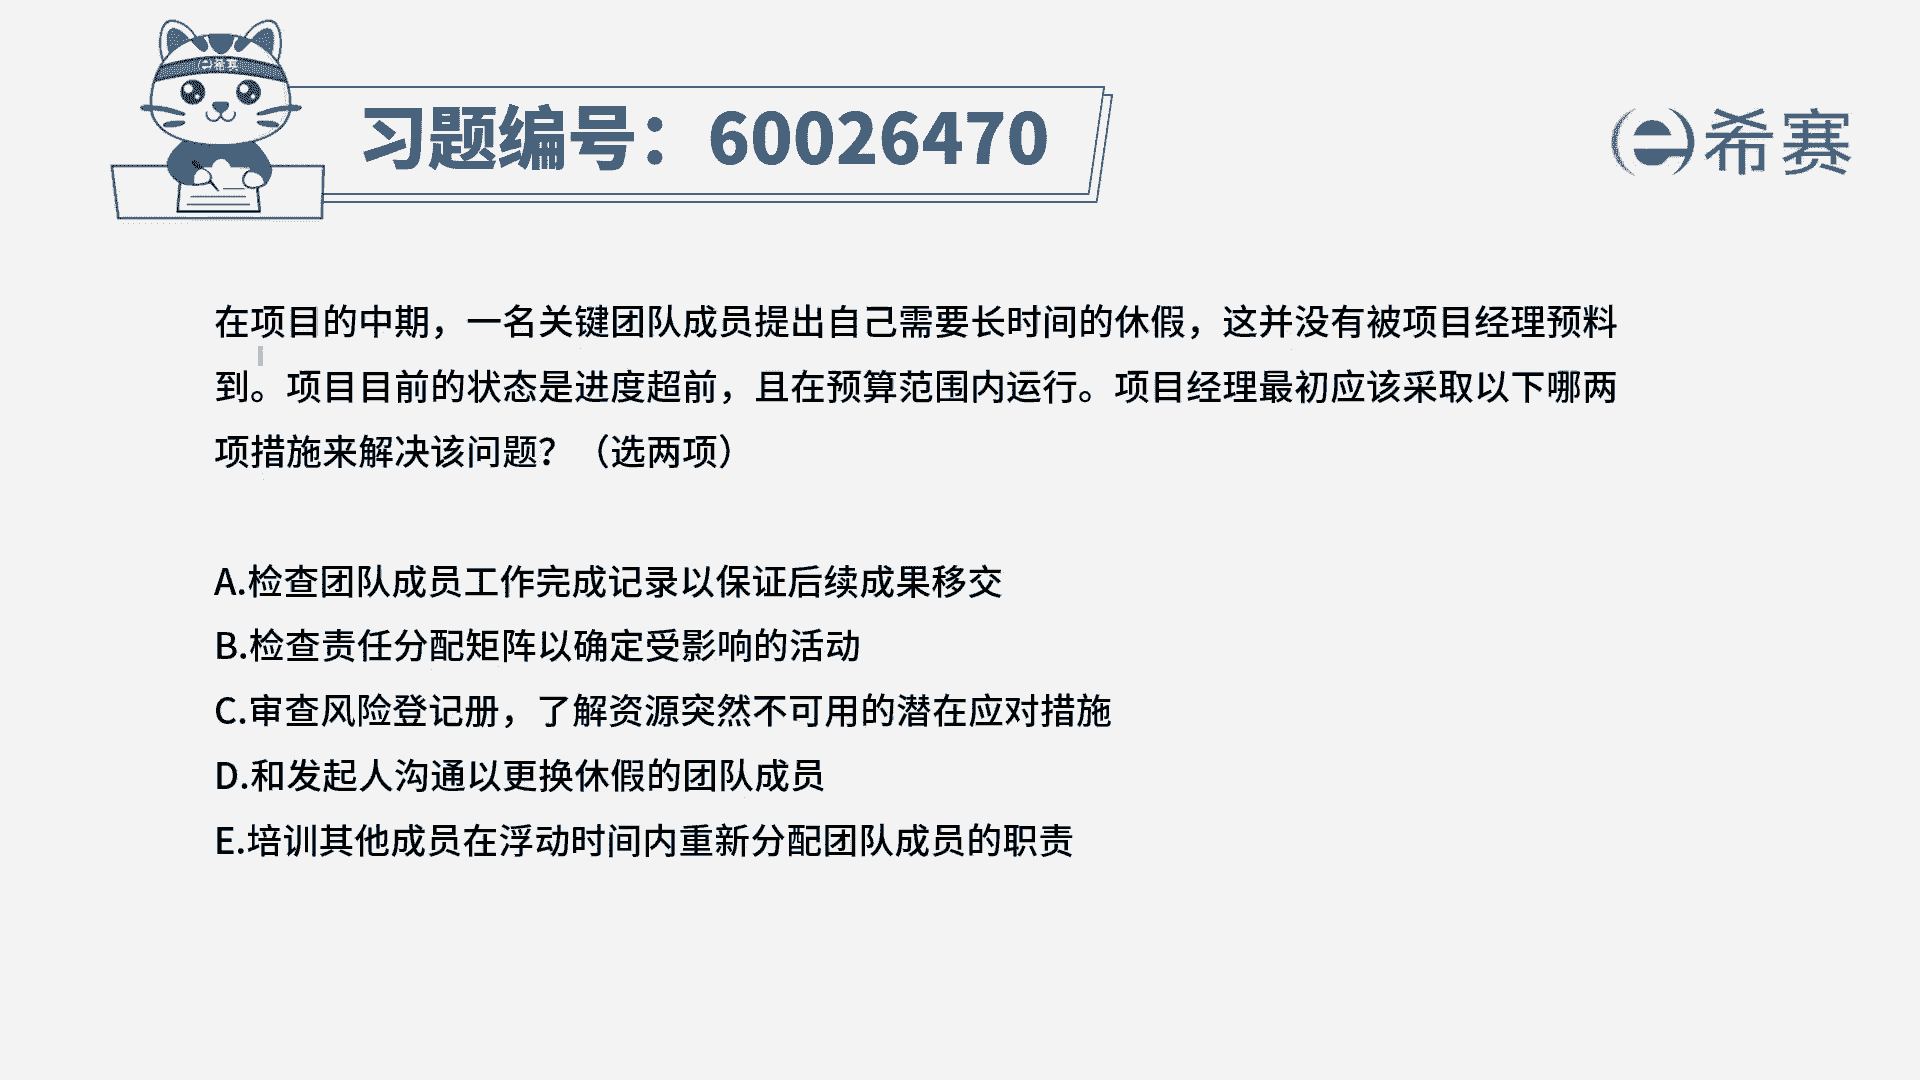 希赛
习题编号：60026470
希赛
在项目的中期，一名关键团队成员提出自己需要长时间的休假，这并没有被项目经理预料
到。项目目前的状态是进度超前，且在预算范围内运行。项目经理最初应该采取以下哪两
项措施来解决该问题？（选两项）
A.检查团队成员工作完成记录以保证后续成果移交
B.检查责任分配矩阵以确定受影响的活动
C.审查风险登记册，了解资源突然不可用的潜在应对措施
D.和发起人沟通以更换休假的团队成员
E.培训其他成员在浮动时间内重新分配团队成员的职责